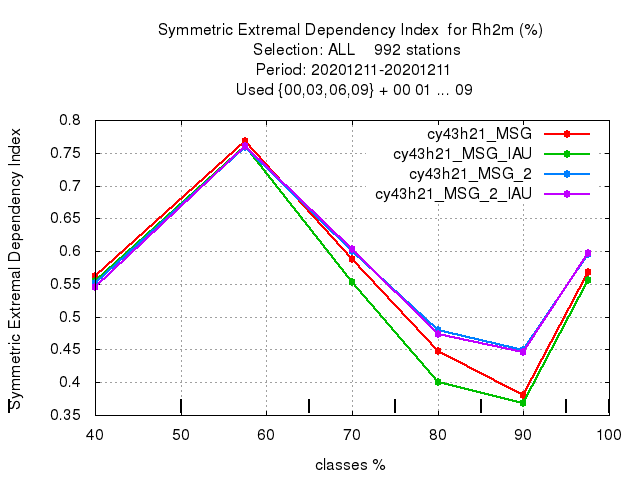 Symmetric Extremal Dependency Index for Rh2m (%)
Selection: ALL 992 stations
Period: 20201211-20201211
Used {00,03,06,09} + 00 01 ... 09
Symmetric Extremal Dependency Index
0.8
0.75
0.7
0.65
0.6
0.55
0.5
0.45
0.4
0.35
cy43h21_MSG
cy43h21_MSG_IAU
cy43h21_MSG_2
cy43h21_MSG_2_IAU
40 50 60 70 80 90 100
classes %